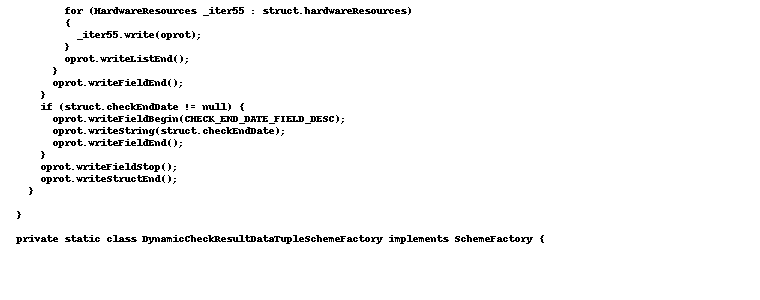 for (HardwareResources _iter55 : struct.hardwareResources)
{
_iter55.write(oprot);
}
oprot.writeListEnd();
}
oprot.writeFieldEnd();
}
if (struct.checkEndDate != null) {
oprot.writeFieldBegin(CHECK_END_DATE_FIELD_DESC);
oprot.writeString(struct.checkEndDate);
oprot.writeFieldEnd();
}
oprot.writeFieldStop();
oprot.writeStructEnd();
}
}
private static class DynamicCheckResultDataTupleSchemeFactory implements SchemeFactory {